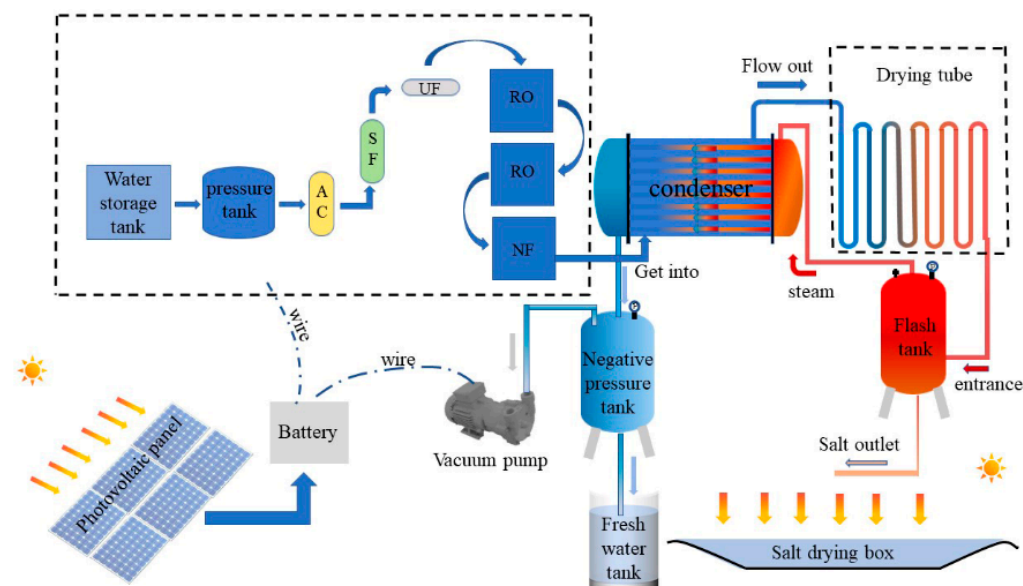 Water
storage
tank
pressure
tank
A
C
S
F
UF
RO
RO
NF
Flow out
Drying tube
condenser
Get into
steam
Flash
tank
entrance
wire
wire
Negative
pressure
tank
Battery
Vacuum pump
Photovoltaic panel
Salt outlet
Fresh
water
tank
Salt drying box